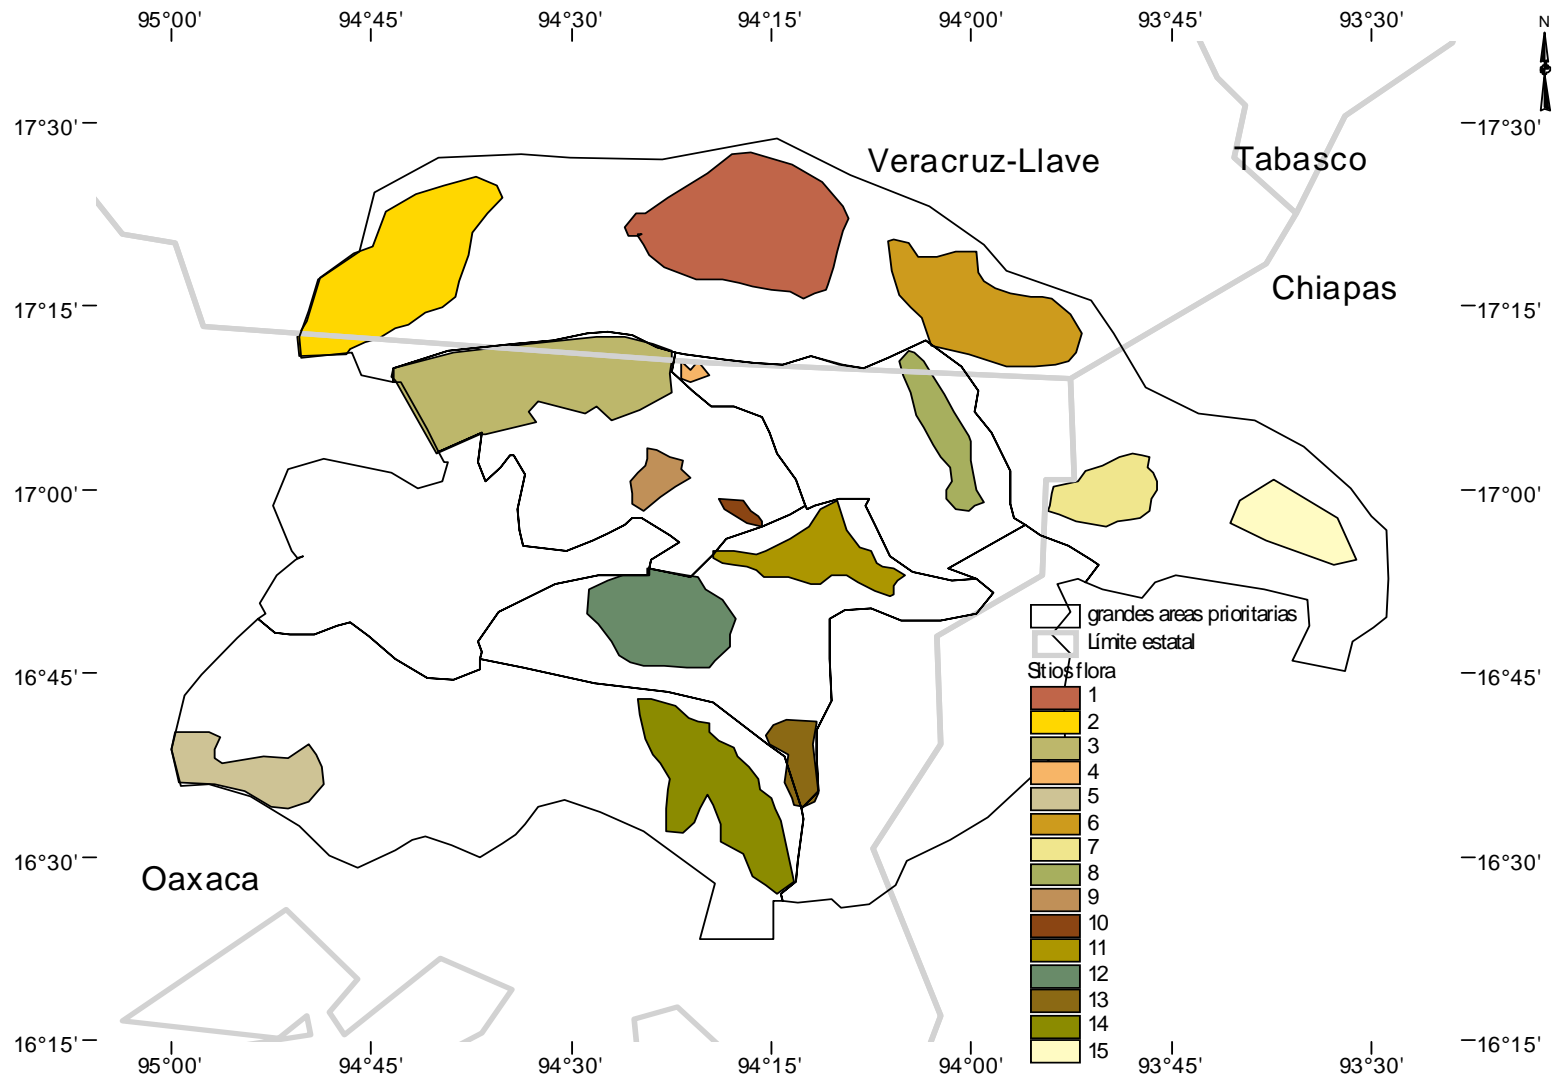 95°00' 94°45' 94°30' 94°15' 94°00' 93°45' 93°30'
N
17°30' 17°30'
Veracruz-Llave Tabasco
Chiapas
17°15' 17°15'
17°00' 17°00'
grandes areas prioritarias
Límite estatal
Sitios flora
16°45' 16°45'
1
2
3
4
5
6
7
16°30' 16°30'
Oaxaca
8
9
10
11
12
13
14
15
16°15' 16°15'
95°00' 94°45' 94°30' 94°15' 94°00' 93°45' 93°30'